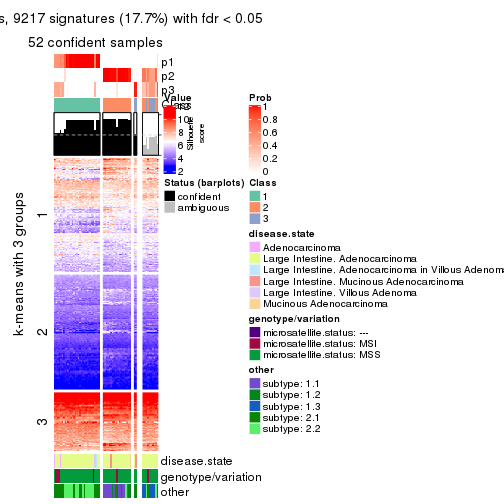 s, 9217 signatures (17.7%) with fdr < 0.05
52 confident samples
p1
p2
p3
Class
Silhouette
score
k-means with 3 groups
1
2
3
disease.state
genotype/variation
other
Value
10
8
6
4
2
Status (barplots)
confident
ambiguous
Prob
1
0.8
0.6
0.4
0.2
0
Class
1
2
3
disease.state
Adenocarcinoma
Large Intestine. Adenocarcinoma
Large Intestine. Adenocarcinoma in Villous Adenom
Large Intestine. Mucinous Adenocarcinoma
Large Intestine. Villous Adenoma
Mucinous Adenocarcinoma
genotype/variation
microsatellite.status: ---
microsatellite.status: MSI
microsatellite.status: MSS
other
subtype: 1.1
subtype: 1.2
subtype: 1.3
subtype: 2.1
subtype: 2.2